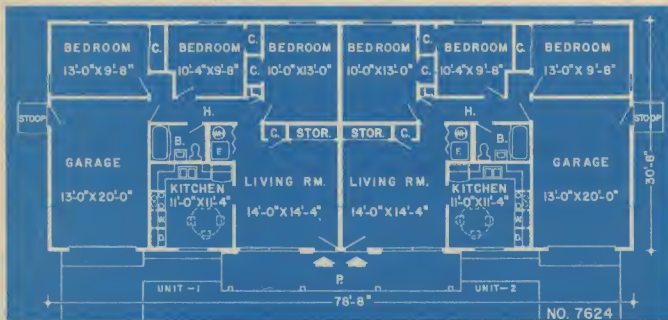 BEDROOM 13'-0"X9'-8"
C.
BEDROOM 10'-4"X9'-8"
C.
C.
BEDROOM 10'-0"X13'-0"
BEDROOM 10'-0"X13'-0"
C.
C.
BEDROOM 10'-4"X9'-8"
C.
BEDROOM 13'-0"X9'-8"
STOOP
H.
H.
STOOP
B.
C.
STOR.
STOR.
C.
B.
GARAGE 13'-0"X20'-0"
F.
KITCHEN 11'-0"X11'-4"
W
D
LIVING RM. 14'-0"X14'-4"
LIVING RM. 14'-0"X14'-4"
F.
KITCHEN 11'-0"X11'-4"
W
D
GARAGE 13'-0"X20'-0"
30'-8"
P.
UNIT-1
UNIT-2
78'-8"
NO. 7624